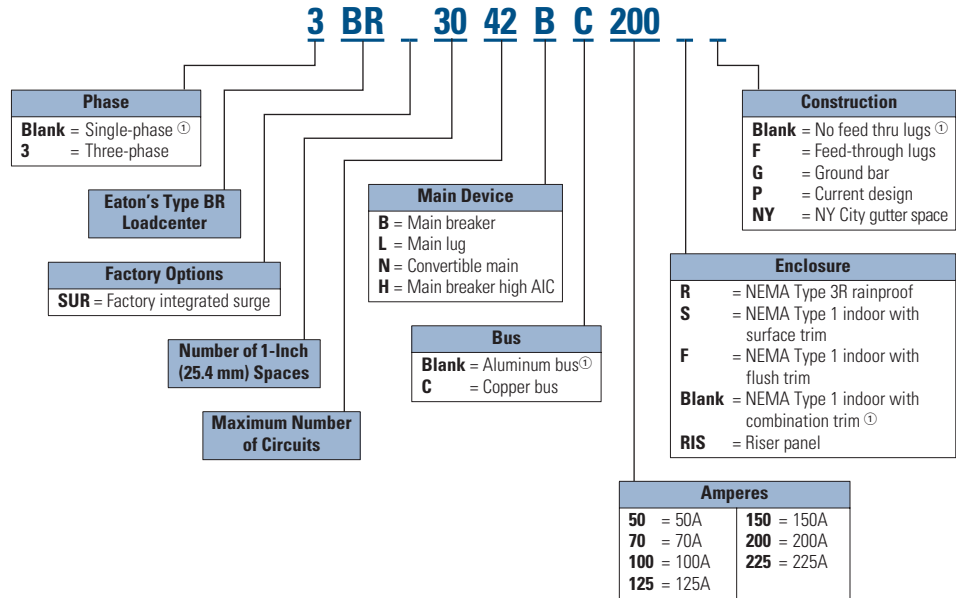 3 BR _ 30 42 B C 200 _ _
Phase
Blank = Single-phase ①
3 = Three-phase
Eaton's Type BR
Loadcenter
Factory Options
SUR = Factory integrated surge
Number of 1-Inch
(25.4 mm) Spaces
Maximum Number
of Circuits
Main Device
B = Main breaker
L = Main lug
N = Convertible main
H = Main breaker high AIC
Bus
Blank = Aluminum bus①
C = Copper bus
Construction
Blank = No feed thru lugs ①
F = Feed-through lugs
G = Ground bar
P = Current design
NY = NY City gutter space
Enclosure
R = NEMA Type 3R rainproof
S = NEMA Type 1 indoor with
surface trim
F = NEMA Type 1 indoor with
flush trim
Blank = NEMA Type 1 indoor with
combination trim ①
RIS = Riser panel
Amperes
50 = 50A
70 = 70A
100 = 100A
125 = 125A
150 = 150A
200 = 200A
225 = 225A